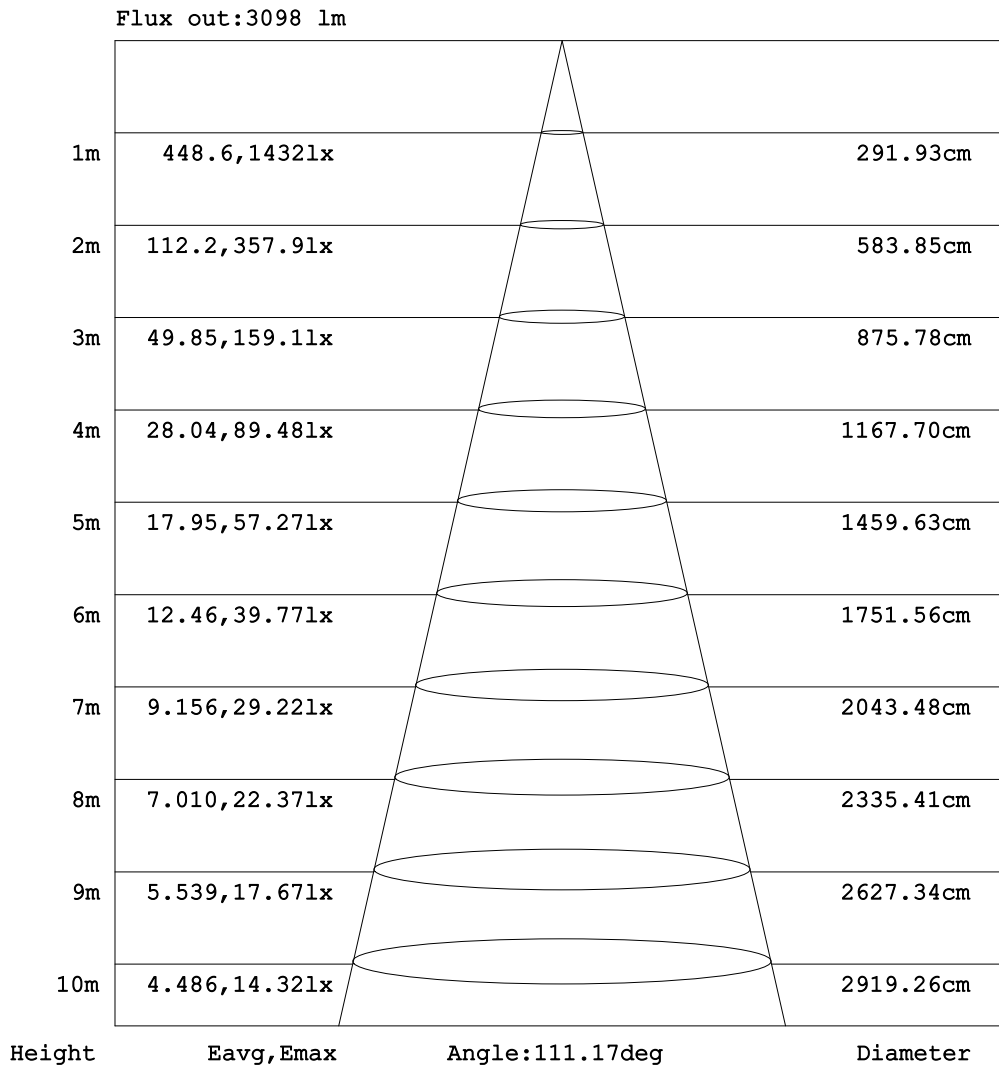 Flux out:3098 lm
1m 448.6,1432lx 291.93cm
2m 112.2,357.9lx 583.85cm
3m 49.85,159.1lx 875.78cm
4m 28.04,89.48lx 1167.70cm
5m 17.95,57.27lx 1459.63cm
6m 12.46,39.77lx 1751.56cm
7m 9.156,29.22lx 2043.48cm
8m 7.010,22.37lx 2335.41cm
9m 5.539,17.67lx 2627.34cm
10m 4.486,14.32lx 2919.26cm
Height Eavg,Emax Angle:111.17deg Diameter